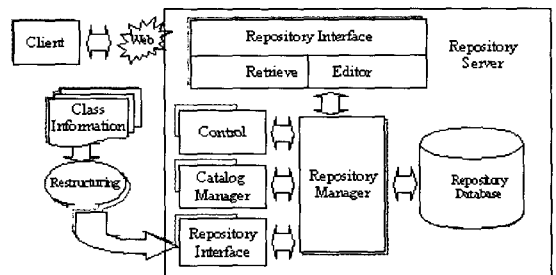 Client
Web
Repository Interface
Retrieve
Editor
Repository
Server
Class
Information
Restructuring
Control
Catalog
Manager
Repository
Interface
Repository
Manager
Repository
Database